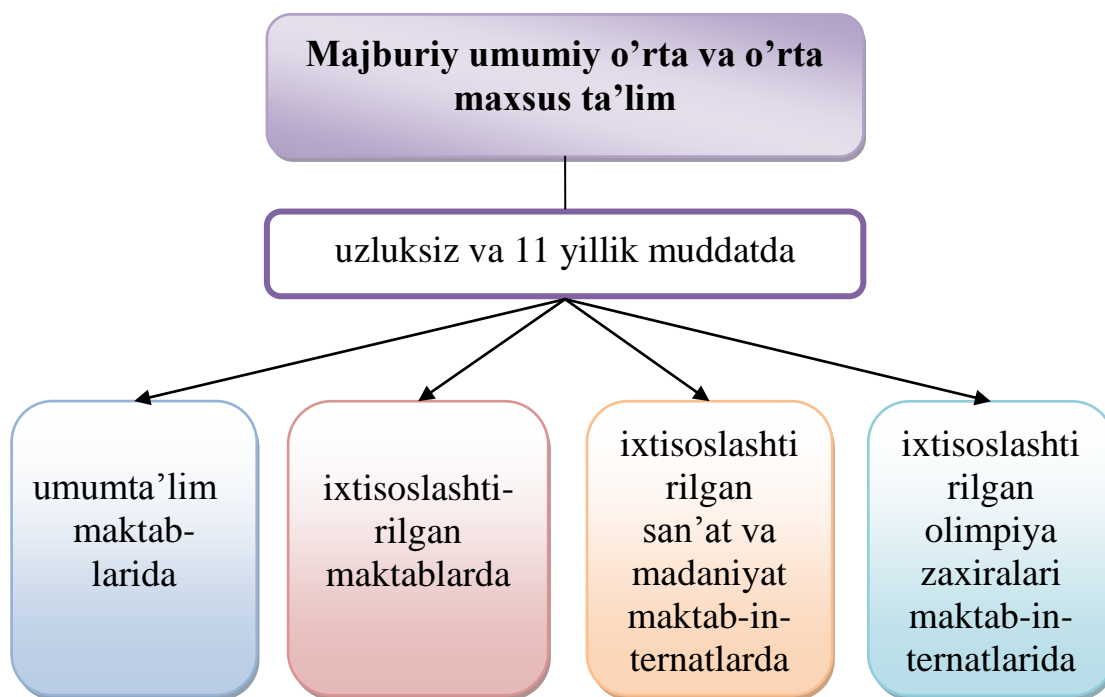 Majburiy umumiy o’rta va o’rta
maxsus ta’lim
uzluksiz va 11 yillik muddatda
umumta’lim
maktab-
larida
ixtisoslashti-
rilgan
maktablarda
ixtisoslashti
rilgan
san’at va
madaniyat
maktab-in-
ternatlarda
ixtisoslashti
rilgan
olimpiya
zaxiralari
maktab-in-
ternatlarida